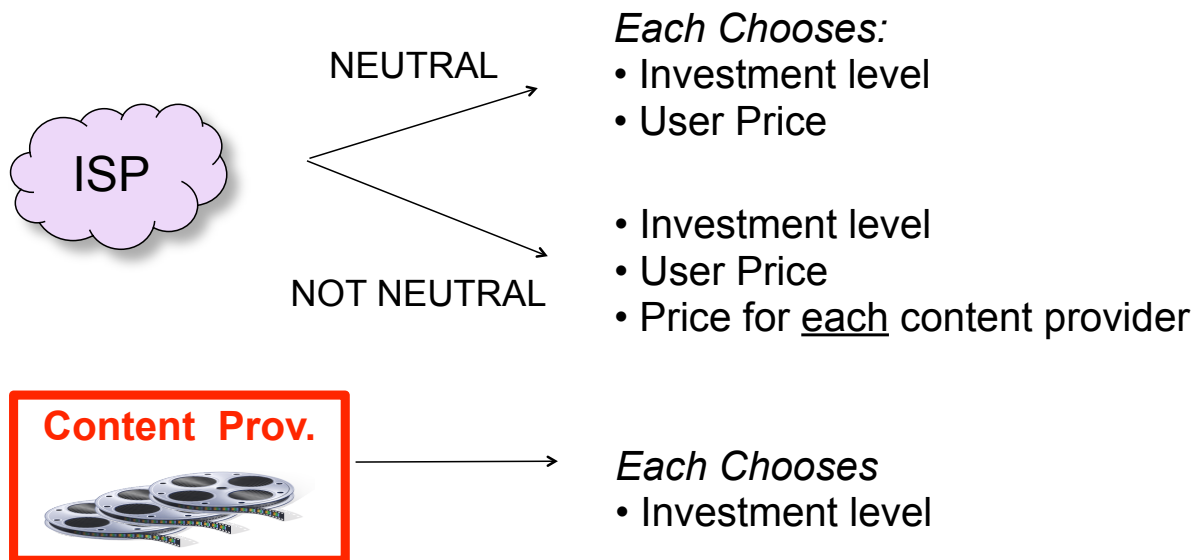 Each Chooses:
NEUTRAL
• Investment level
• User Price
ISP
• Investment level
• User Price
NOT NEUTRAL
• Price for each content provider
Content Prov.
Each Chooses
• Investment level